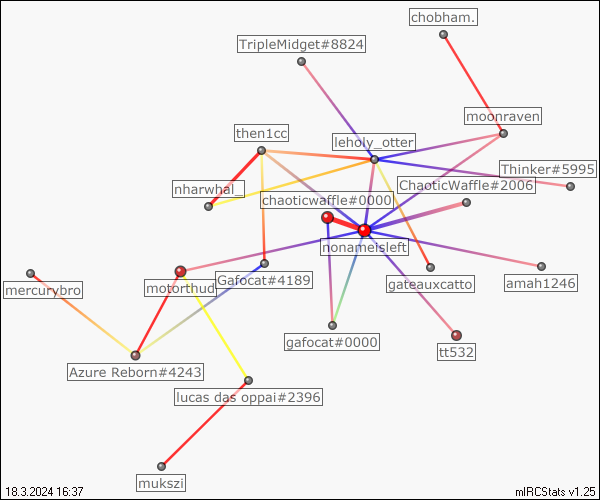 chobham.
TripleMidget#8824
moonraven
then1cc
leholy_otter
Thinker#5995
nharwhal_
ChaoticWaffle#2006
chaoticwaffle#0000
nonameisleft
mercurybro
motorthud
Gafocat#4189
gateauxcatto
amah1246
gafocat#0000
tt532
Azure Reborn#4243
lucas das oppai#2396
mukszi
18.3.2024 16:37
mIRCStats v1.25